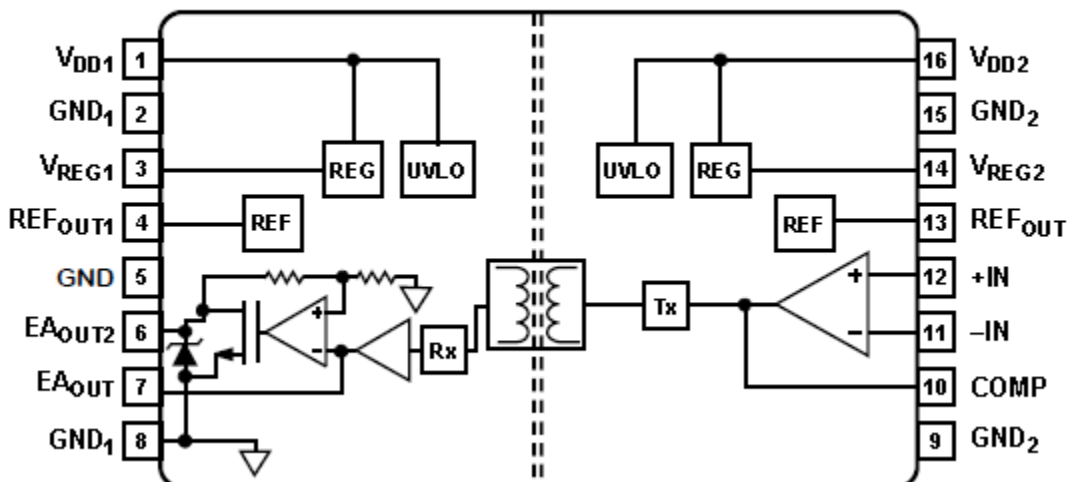 VDD1 1
GND1 2
VREG1 3
REFOUT1 4
GND 5
EAOUT2 6
EAOUT 7
GND1 8
REG
UVLO
REF
+
−
Rx
UVLO
REG
REF
Tx
+
−
16 VDD2
15 GND2
14 VREG2
13 REFOUT
12 +IN
11 −IN
10 COMP
9 GND2